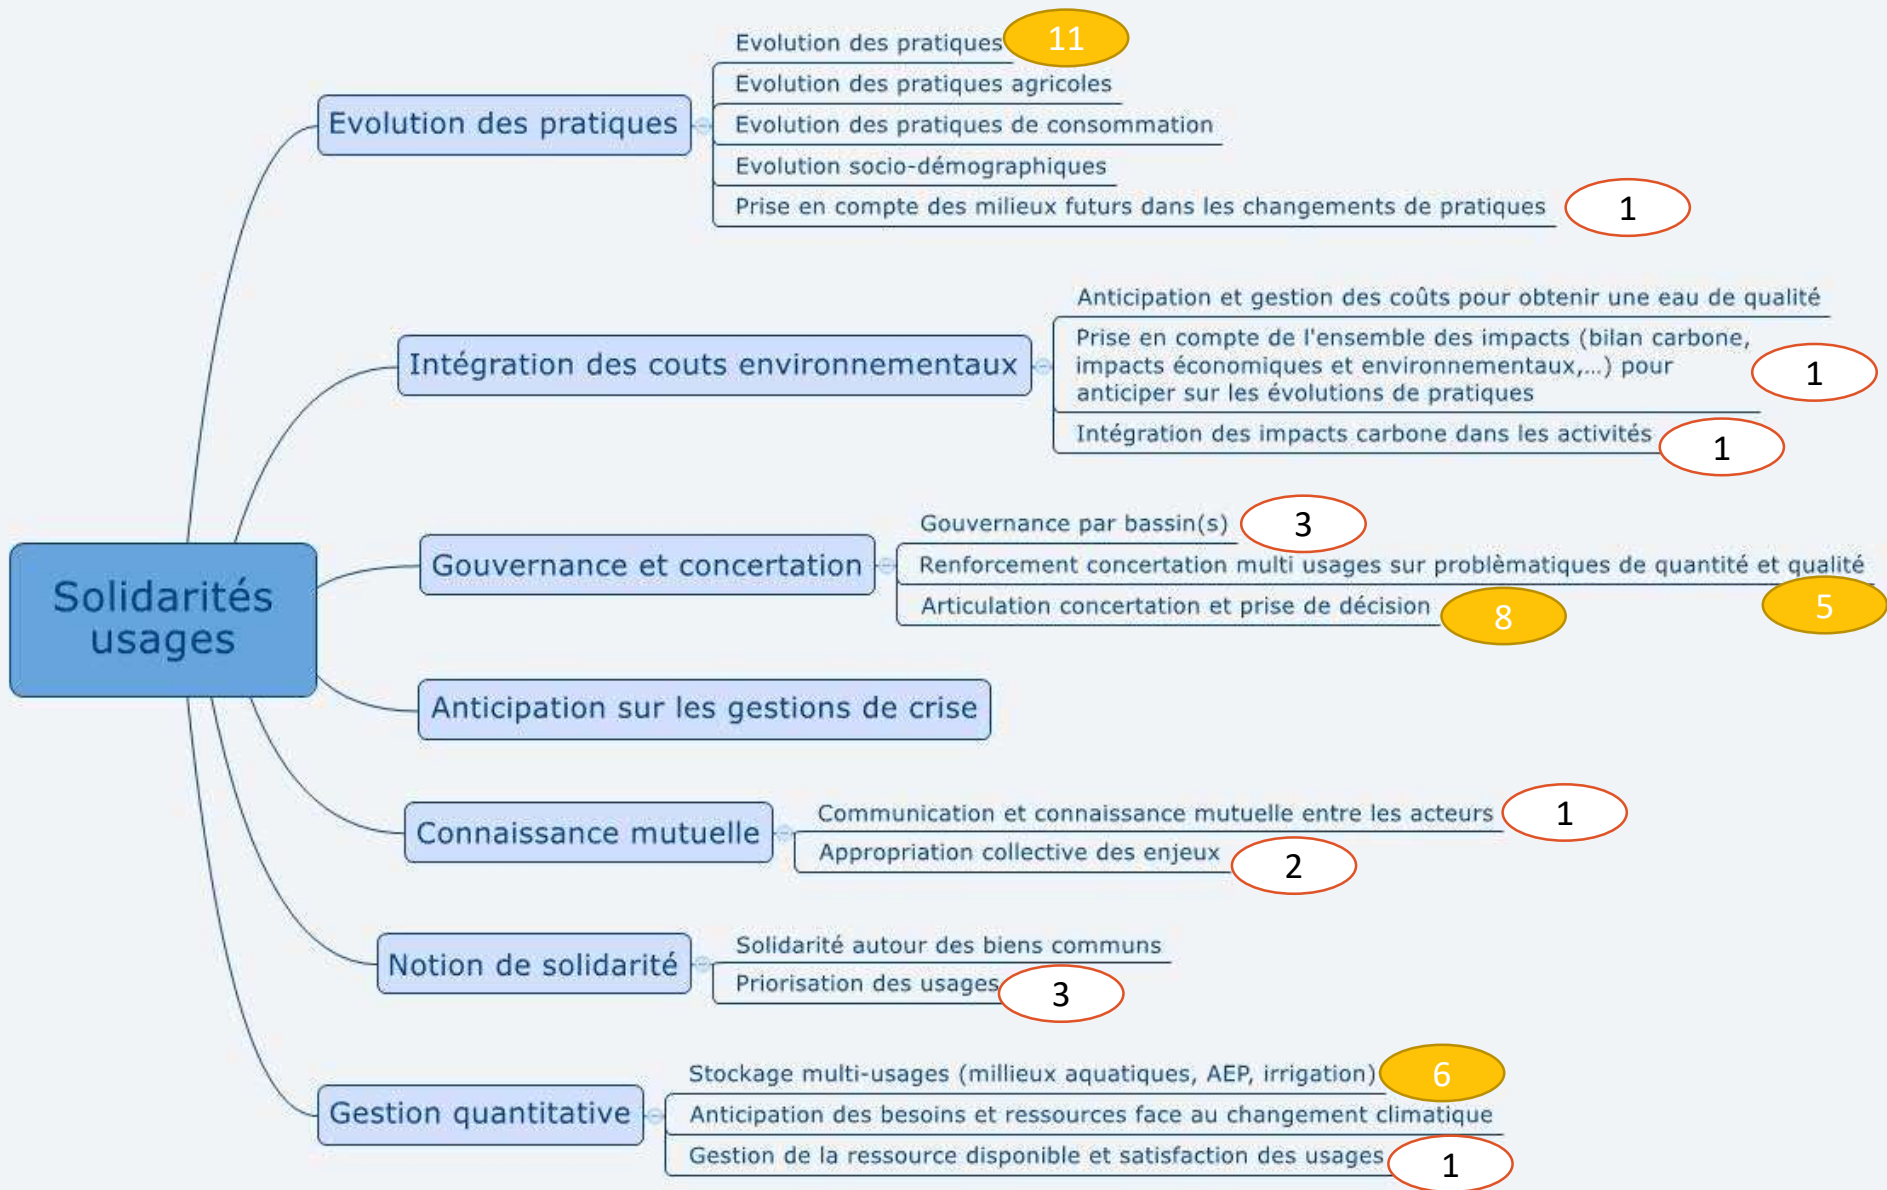 Evolution des pratiques
11
Evolution des pratiques agricoles
Evolution des pratiques
Evolution des pratiques de consommation
Evolution socio-démographiques
Prise en compte des milieux futurs dans les changements de pratiques
1
Anticipation et gestion des coûts pour obtenir une eau de qualité
Intégration des couts environnementaux
Prise en compte de l'ensemble des impacts (bilan carbone,
impacts économiques et environnementaux,...) pour
anticiper sur les évolutions de pratiques
1
Intégration des impacts carbone dans les activités
1
Gouvernance par bassin(s)
3
Gouvernance et concertation
Renforcement concertation multi usages sur problèmatiques de quantité et qualité
5
Articulation concertation et prise de décision
8
Solidarités
usages
Anticipation sur les gestions de crise
Connaissance mutuelle
Communication et connaissance mutuelle entre les acteurs
1
Appropriation collective des enjeux
2
Notion de solidarité
Solidarité autour des biens communs
Priorisation des usages
3
Gestion quantitative
Stockage multi-usages (millieux aquatiques, AEP, irrigation)
6
Anticipation des besoins et ressources face au changement climatique
Gestion de la ressource disponible et satisfaction des usages
1